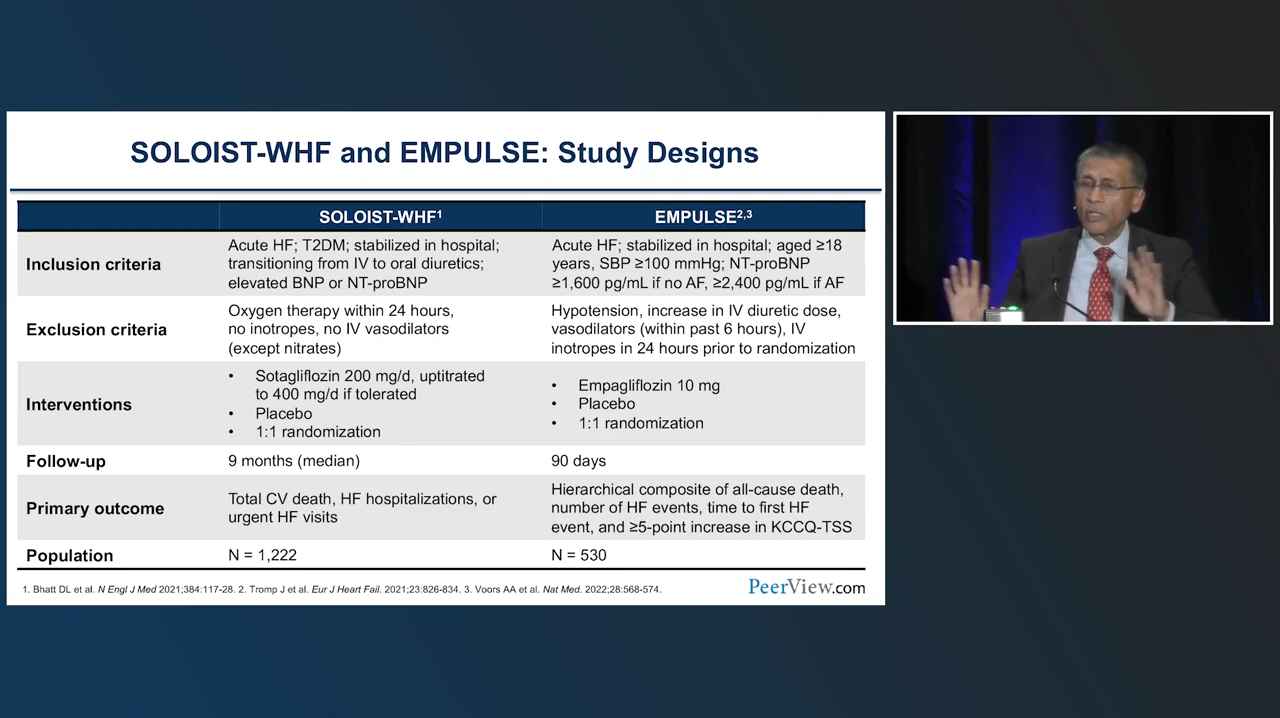 SOLOIST-WHF and EMPULSE: Study Designs
SOLOIST-WHF1
EMPULSE2,3
Inclusion criteria
Acute HF; T2DM; stabilized in hospital;
transitioning from IV to oral diuretics;
elevated BNP or NT-proBNP
Acute HF; stabilized in hospital; aged ≥18
years, SBP ≥100 mmHg; NT-proBNP
≥1,600 pg/mL if no AF, ≥2,400 pg/mL if AF
Exclusion criteria
Oxygen therapy within 24 hours,
no inotropes, no IV vasodilators
(except nitrates)
Hypotension, increase in IV diuretic dose,
vasodilators (within past 6 hours), IV
inotropes in 24 hours prior to randomization
Interventions
• Sotagliflozin 200 mg/d, uptitrated
to 400 mg/d if tolerated
• Placebo
• 1:1 randomization
• Empagliflozin 10 mg
• Placebo
• 1:1 randomization
Follow-up
9 months (median)
90 days
Primary outcome
Total CV death, HF hospitalizations, or
urgent HF visits
Hierarchical composite of all-cause death,
number of HF events, time to first HF
event, and ≥5-point increase in KCCQ-TSS
Population
N = 1,222
N = 530
1. Bhatt DL et al. N Engl J Med 2021;384:117-28. 2. Tromp J et al. Eur J Heart Fail. 2021;23:826-834. 3. Voors AA et al. Nat Med. 2022;28:568-574.
PeerView.com